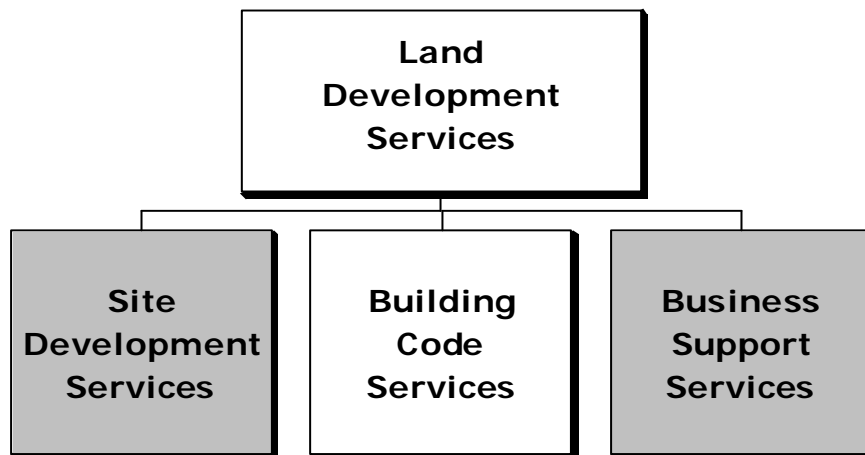 Land
Development
Services
Site
Development
Services
Building
Code
Services
Business
Support
Services